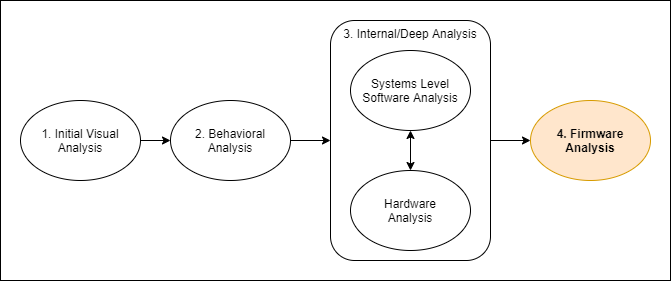 1. Initial Visual
Analysis
2. Behavioral
Analysis
3. Internal/Deep Analysis
Systems Level
Software Analysis
Hardware
Analysis
4. Firmware
Analysis